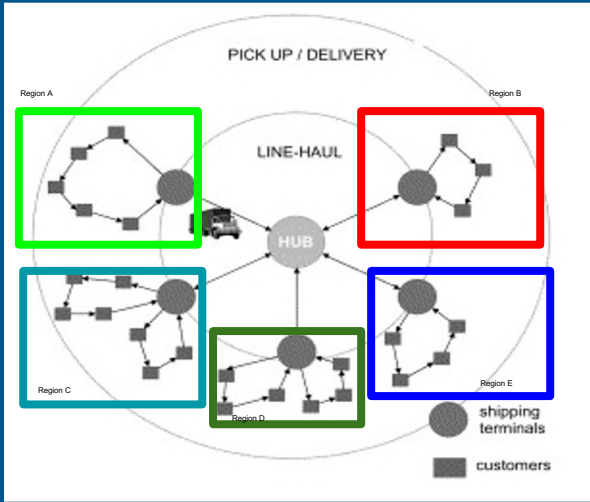 PICK UP / DELIVERY
Region A
Region B
LINE-HAUL
HUB
Region C
Region D
Region E
shipping
terminals
customers